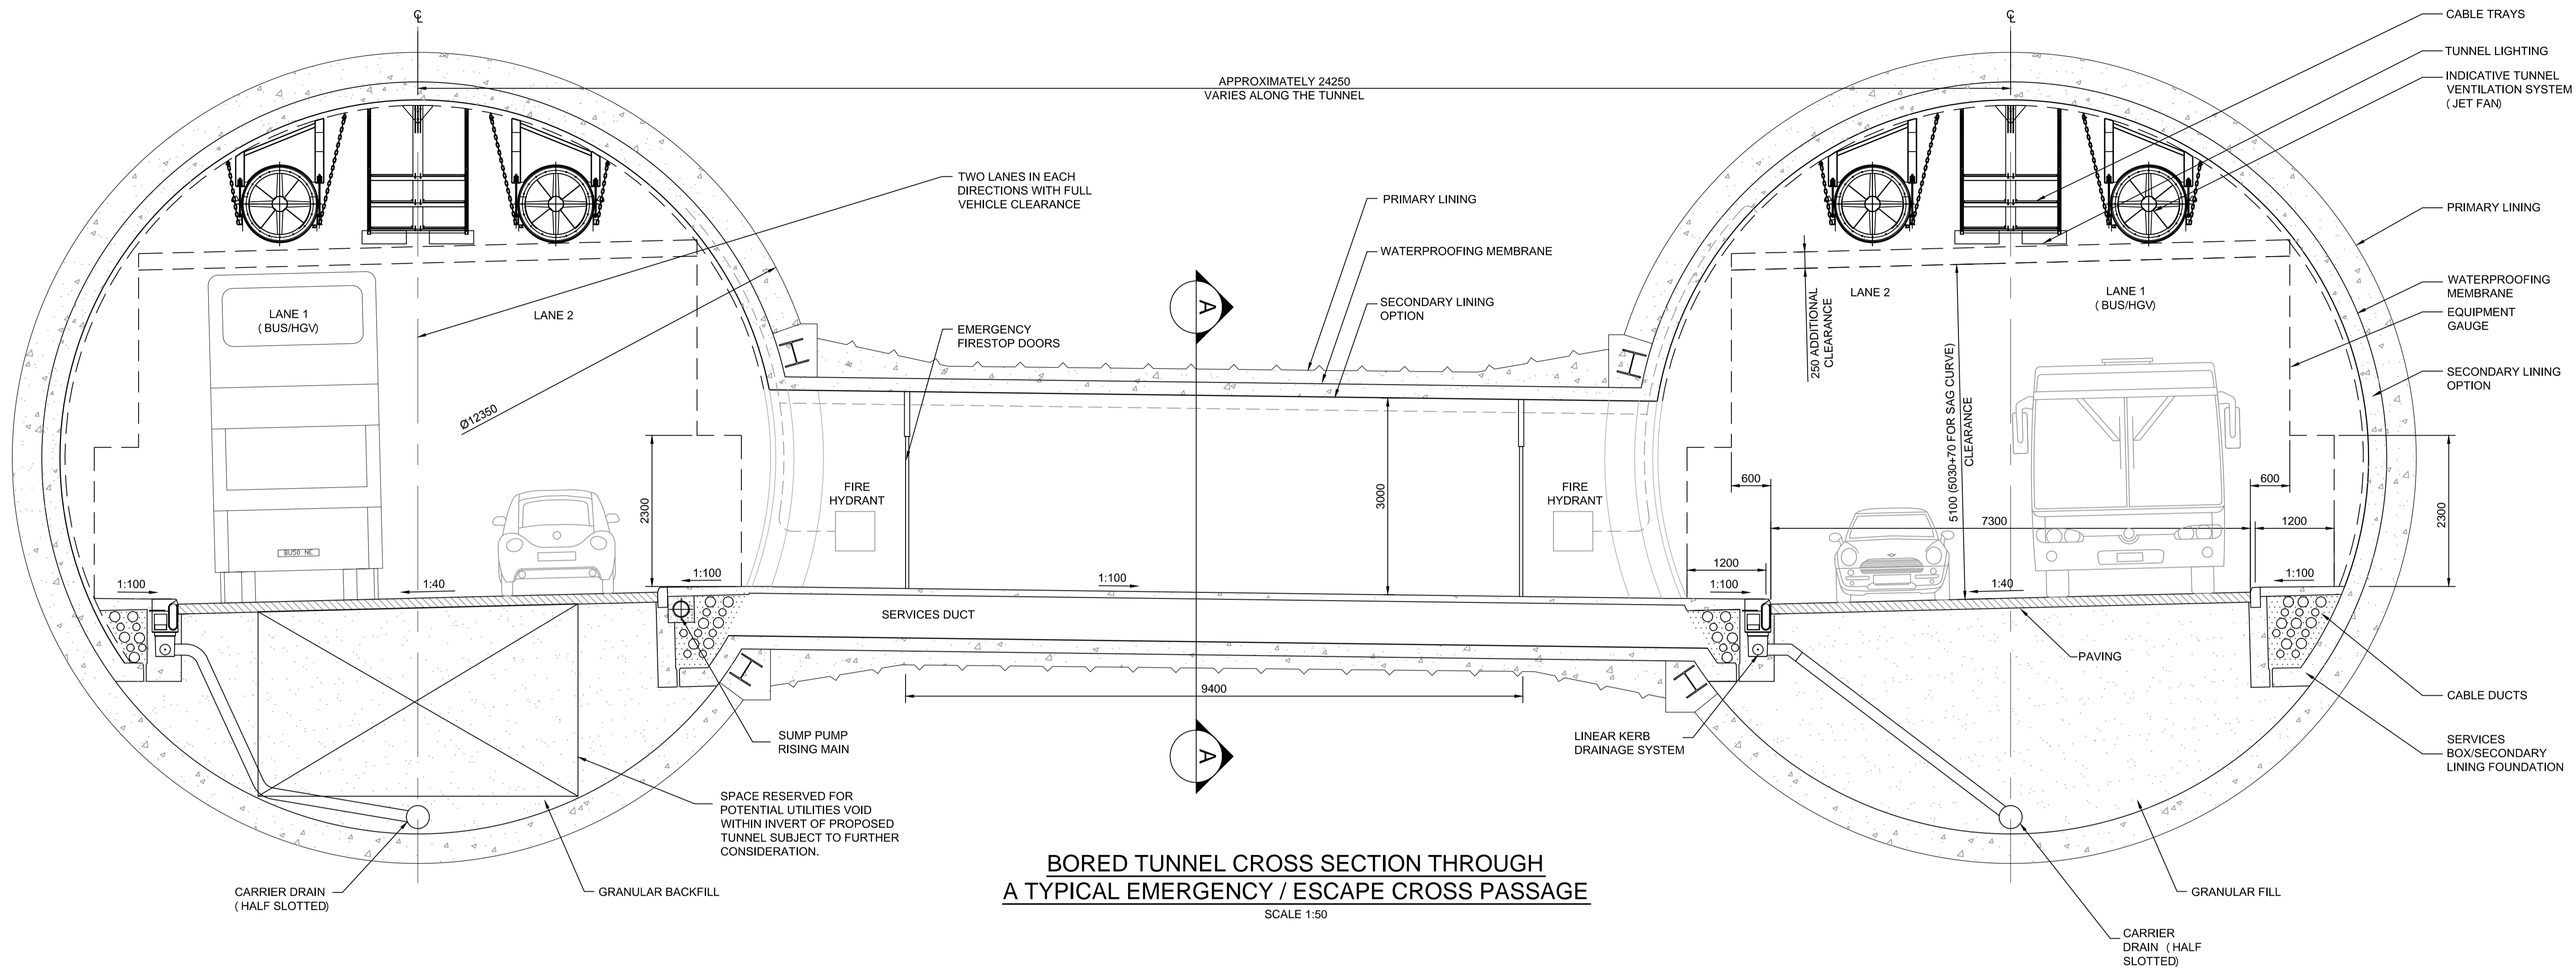 ℄
℄
CABLE TRAYS
TUNNEL LIGHTING
INDICATIVE TUNNEL
VENTILATION SYSTEM
( JET FAN)
APPROXIMATELY 24250
VARIES ALONG THE TUNNEL
TWO LANES IN EACH
DIRECTIONS WITH FULL
VEHICLE CLEARANCE
PRIMARY LINING
WATERPROOFING MEMBRANE
SECONDARY LINING
OPTION
PRIMARY LINING
WATERPROOFING
MEMBRANE
EQUIPMENT
GAUGE
SECONDARY LINING
OPTION
LANE 1
( BUS/HGV)
LANE 2
Ø12350
EMERGENCY
FIRESTOP DOORS
A
LANE 2
LANE 1
( BUS/HGV)
250 ADDITIONAL
CLEARANCE
5100 (5030+70 FOR SAG CURVE)
CLEARANCE
2300
FIRE
HYDRANT
3000
FIRE
HYDRANT
600
600
7300
1200
1200
2300
BU50 NE
1:100
1:40
1:100
1:100
1:100
1:40
1:100
SERVICES DUCT
PAVING
9400
CABLE DUCTS
SUMP PUMP
RISING MAIN
A
LINEAR KERB
DRAINAGE SYSTEM
SERVICES
BOX/SECONDARY
LINING FOUNDATION
SPACE RESERVED FOR
POTENTIAL UTILITIES VOID
WITHIN INVERT OF PROPOSED
TUNNEL SUBJECT TO FURTHER
CONSIDERATION.
CARRIER DRAIN
( HALF SLOTTED)
GRANULAR BACKFILL
BORED TUNNEL CROSS SECTION THROUGH
A TYPICAL EMERGENCY / ESCAPE CROSS PASSAGE
SCALE 1:50
GRANULAR FILL
CARRIER
DRAIN ( HALF
SLOTTED)